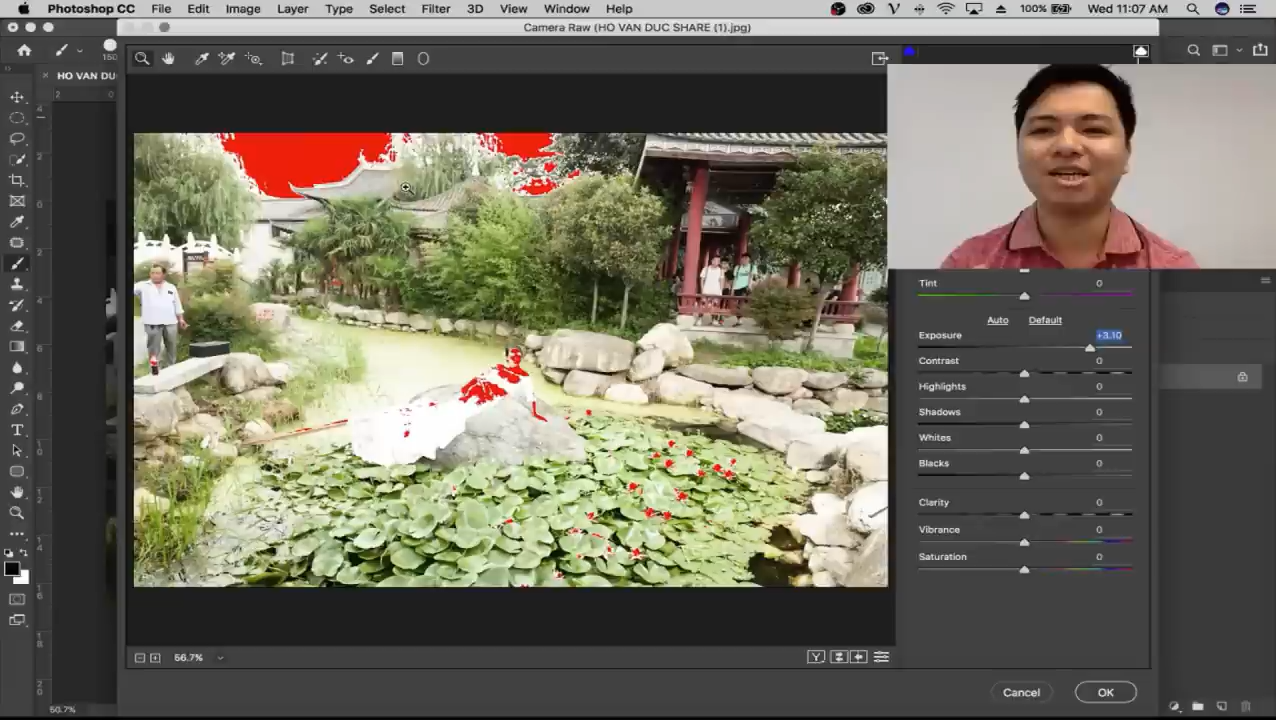 Photoshop CC File Edit Image Layer Type Select Filter 3D View Window Help 100% Wed 11:07 AM
Camera Raw (HO VAN DUC SHARE (1).jpg)
150
HO VAN DU
2 0
Tint 0
Auto Default
Exposure +3.10
Contrast 0
Highlights 0
Shadows 0
Whites 0
Blacks 0
Clarity 0
Vibrance 0
Saturation 0
56.7%
Cancel OK
50.7%